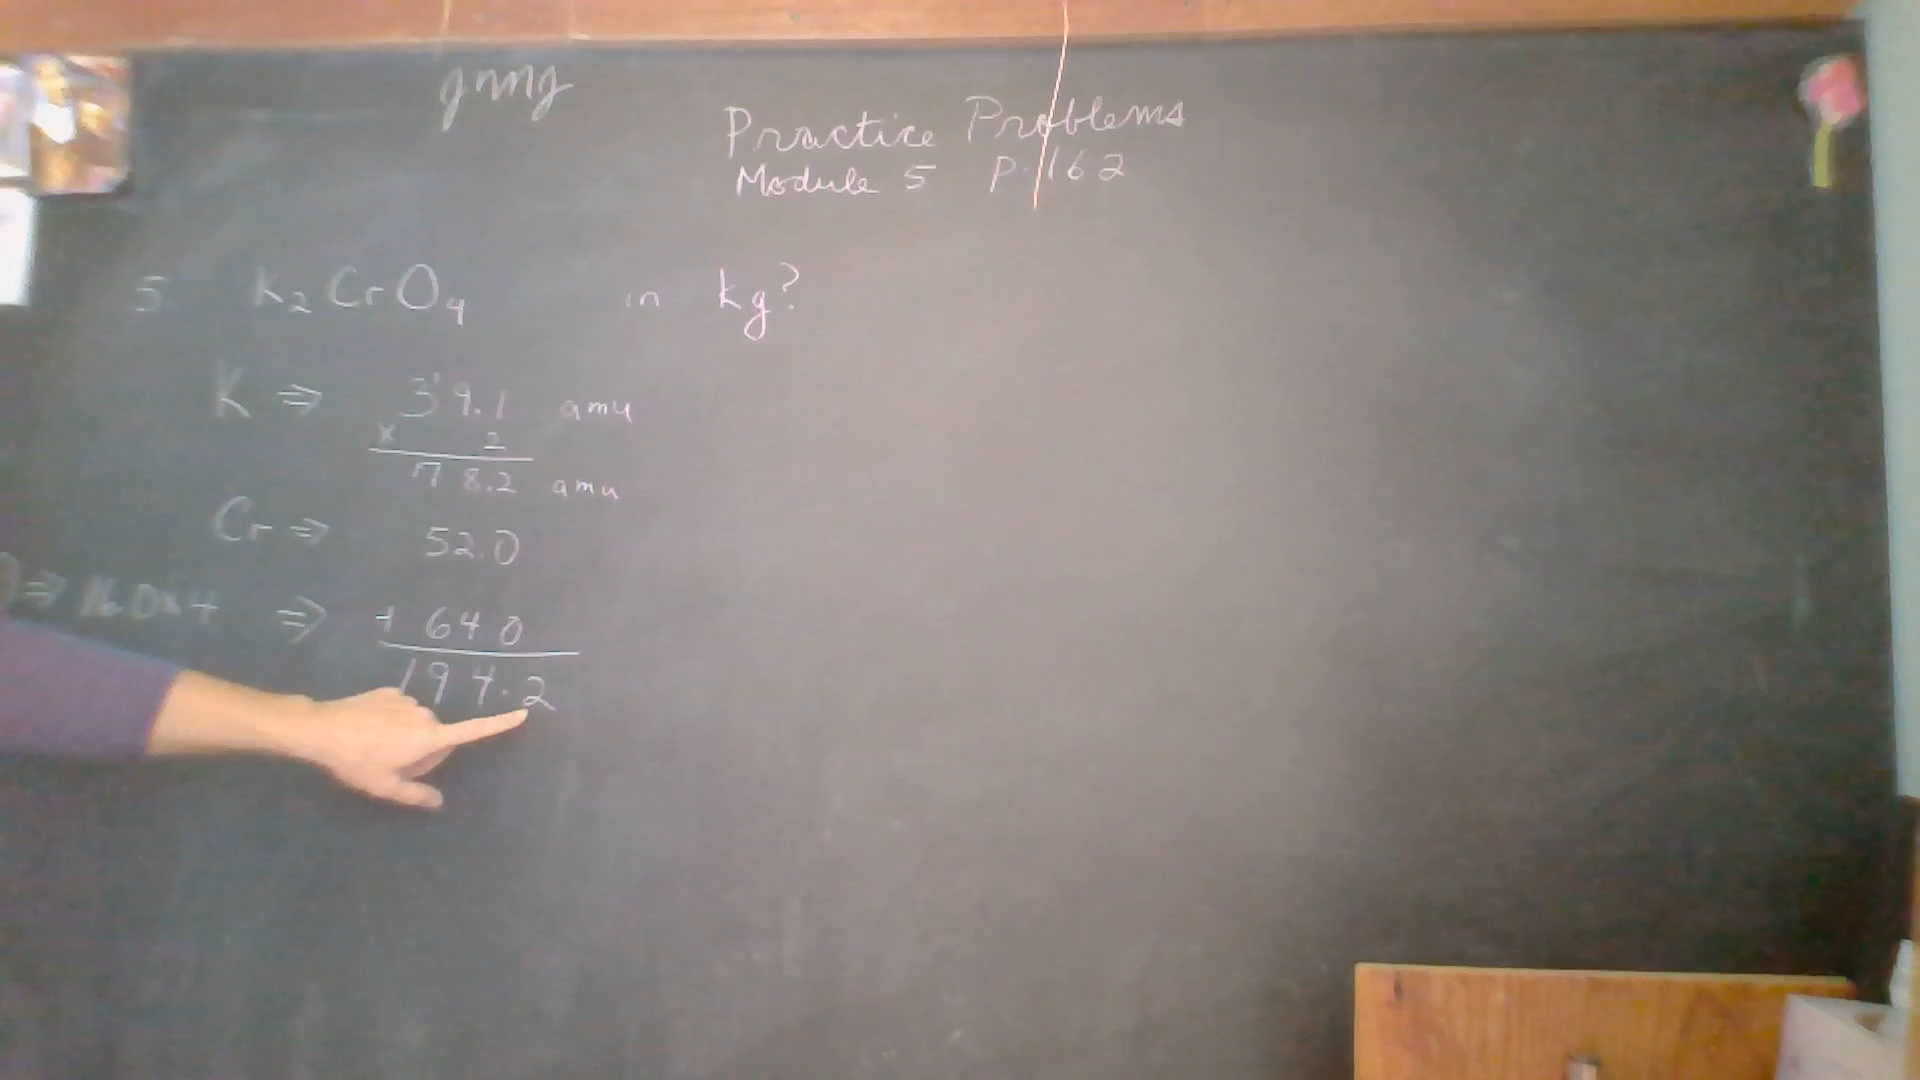 Practice Problems
Module 5 p. 162
5. K₂CrO₄ in kg?
K ⇒ 39.1 amu
x 2
78.2 amu
Cr ⇒ 52.0
⇒ 16.0x4 ⇒ + 64 0
194.2